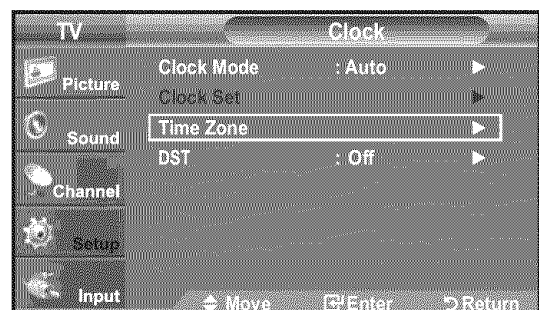 TV
Clock
Picture
Sound
Channel
Setup
Input
Clock Mode : Auto
Clock Set
Time Zone
DST : Off
Move Enter Return